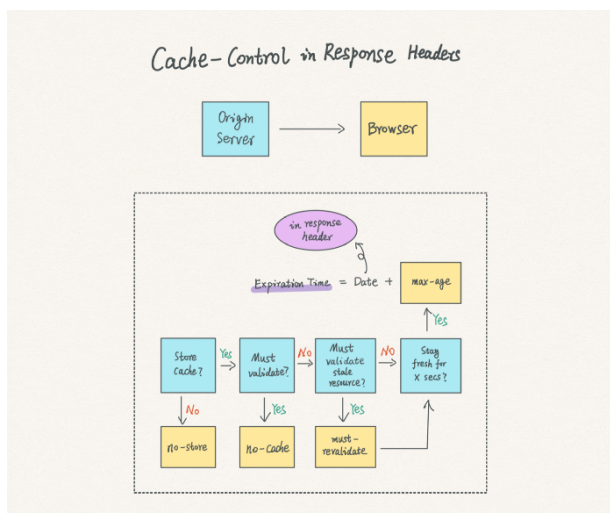 Cache-Control in Response Headers
Origin
Server
Browser
in response
header
Expiration Time = Date + max-age
Yes
Store
Cache?
Yes
Must
validate?
No
Must
validate
stale
resource?
NO
Stay
fresh for
X secs?
No
Yes
Yes
no-store
no-cache
must-
revalidate